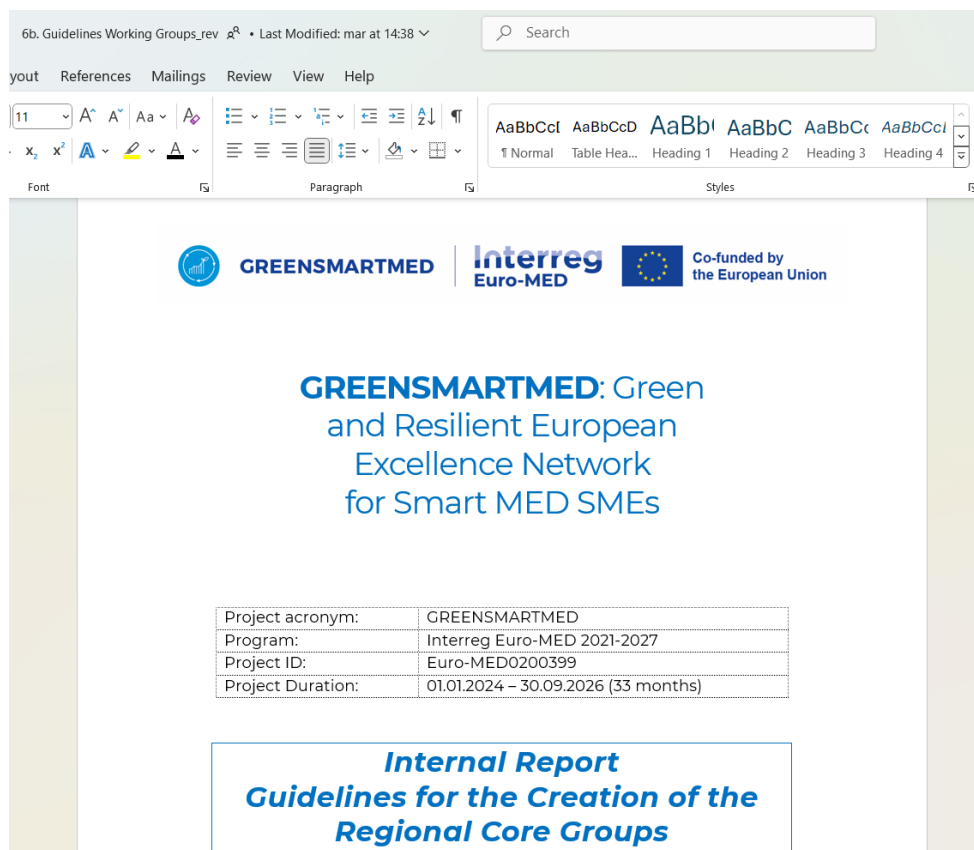 6b. Guidelines Working Groups_rev • Last Modified: mar at 14:38
Search
yout References Mailings Review View Help
11 A A Aa A
x₂ x² A A
AaBbCcI AaBbCcD AaBb( AaBbC AaBbCc AaBbCcI
¶ Normal Table Hea... Heading 1 Heading 2 Heading 3 Heading 4
Font Paragraph Styles
GREENSMARTMED
Interreg
Euro-MED
Co-funded by
the European Union
GREENSMARTMED: Green
and Resilient European
Excellence Network
for Smart MED SMEs
Project acronym: GREENSMARTMED
Program: Interreg Euro-MED 2021-2027
Project ID: Euro-MED0200399
Project Duration: 01.01.2024 – 30.09.2026 (33 months)
Internal Report
Guidelines for the Creation of the
Regional Core Groups